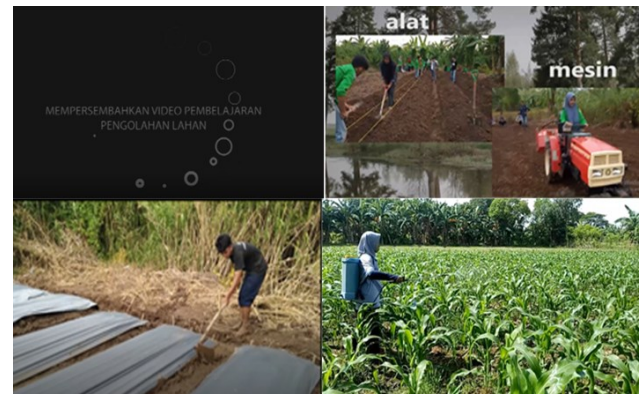 MEMPERSEMBAHKAN VIDEO PEMBELAJARAN
PENGOLAHAN LAHAN
alat
mesin